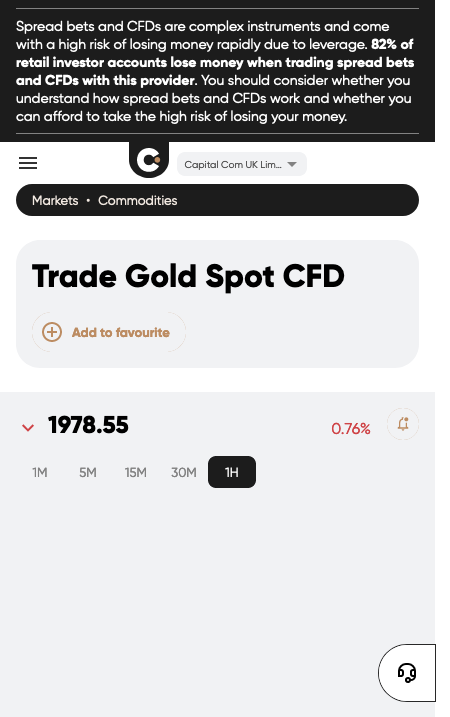 Spread bets and CFDs are complex instruments and come
with a high risk of losing money rapidly due to leverage. 82% of
retail investor accounts lose money when trading spread bets
and CFDs with this provider. You should consider whether you
understand how spread bets and CFDs work and whether you
can afford to take the high risk of losing your money.
Capital Com UK Lim...
Markets • Commodities
Trade Gold Spot CFD
Add to favourite
1978.55 0.76%
1M 5M 15M 30M 1H